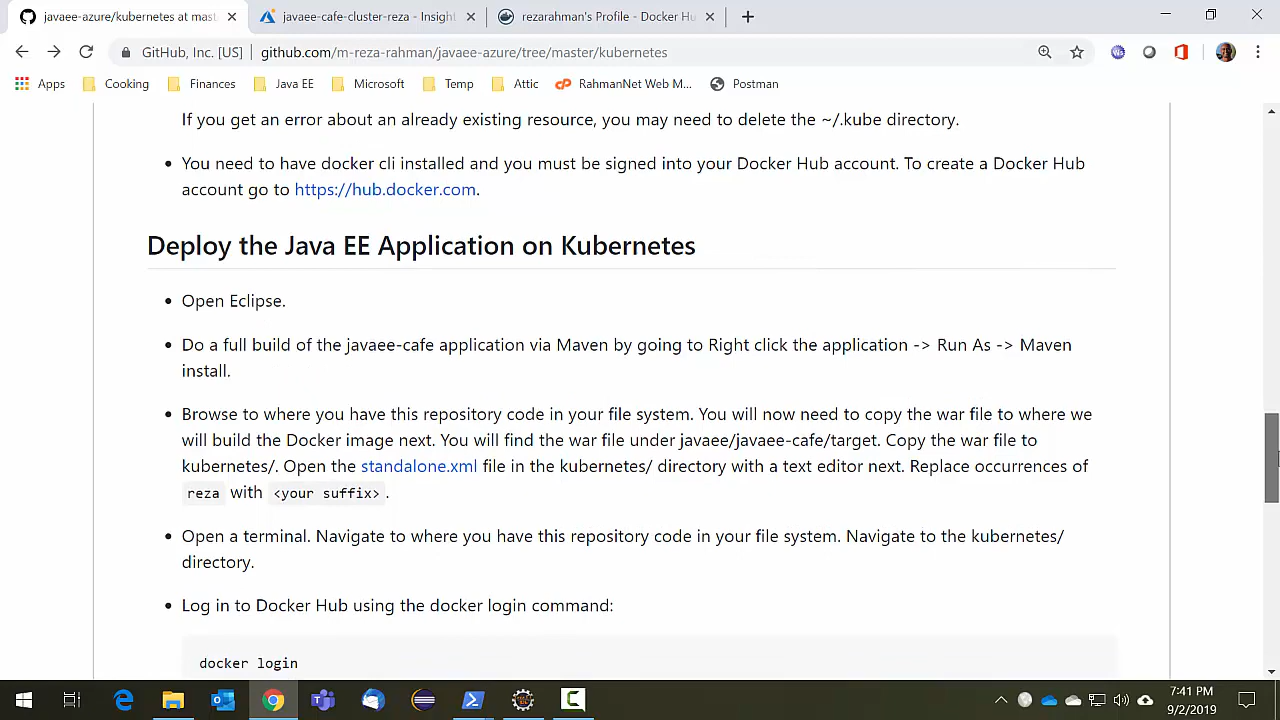 javaee-azure/kubernetes at mast
javaee-cafe-cluster-reza - Insight
rezarahman's Profile - Docker Hu
GitHub, Inc. [US]
github.com/m-reza-rahman/javaee-azure/tree/master/kubernetes
Apps
Cooking
Finances
Java EE
Microsoft
Temp
Attic
RahmanNet Web M...
Postman
If you get an error about an already existing resource, you may need to delete the ~/.kube directory.
• You need to have docker cli installed and you must be signed into your Docker Hub account. To create a Docker Hub
account go to https://hub.docker.com.
Deploy the Java EE Application on Kubernetes
• Open Eclipse.
• Do a full build of the javaee-cafe application via Maven by going to Right click the application -> Run As -> Maven
install.
• Browse to where you have this repository code in your file system. You will now need to copy the war file to where we
will build the Docker image next. You will find the war file under javaee/javaee-cafe/target. Copy the war file to
kubernetes/. Open the standalone.xml file in the kubernetes/ directory with a text editor next. Replace occurrences of
reza with <your suffix>.
• Open a terminal. Navigate to where you have this repository code in your file system. Navigate to the kubernetes/
directory.
• Log in to Docker Hub using the docker login command:
docker login
7:41 PM
9/2/2019